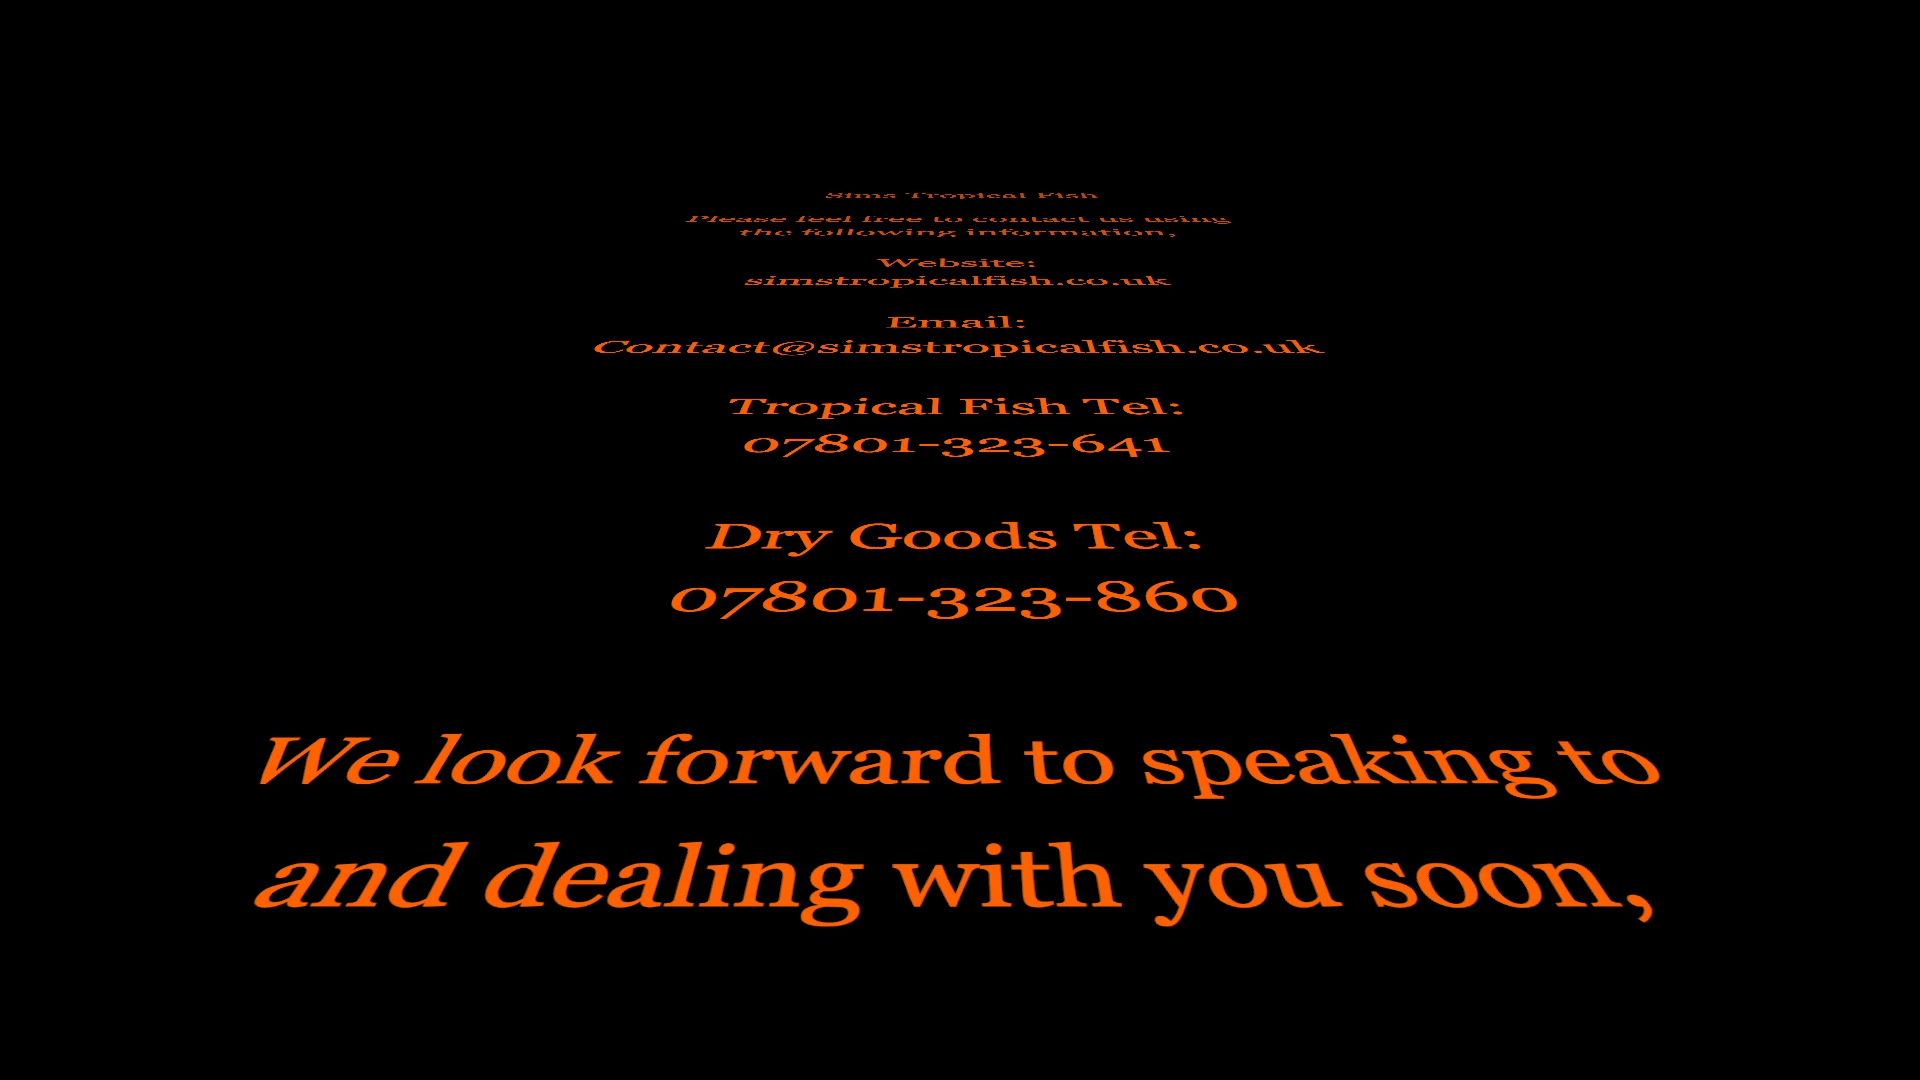 Sims Tropical Fish
Please feel free to contact us using
the following information,
Website:
simstropicalfish.co.uk
Email:
Contact@simstropicalfish.co.uk
Tropical Fish Tel:
07801-323-641
Dry Goods Tel:
07801-323-860
We look forward to speaking to
and dealing with you soon,